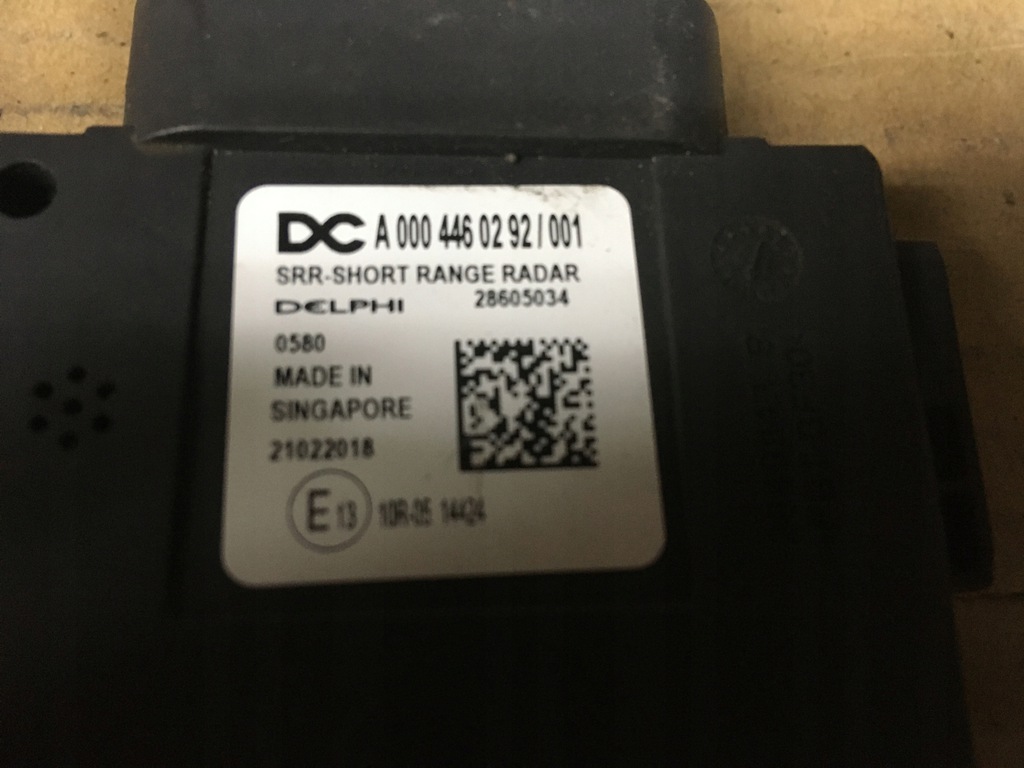 DC A 000 446 02 92 / 001
SRR-SHORT RANGE RADAR
DELPHI 28605034
0580
MADE IN
SINGAPORE
21022018
E 13 10R-05 14424